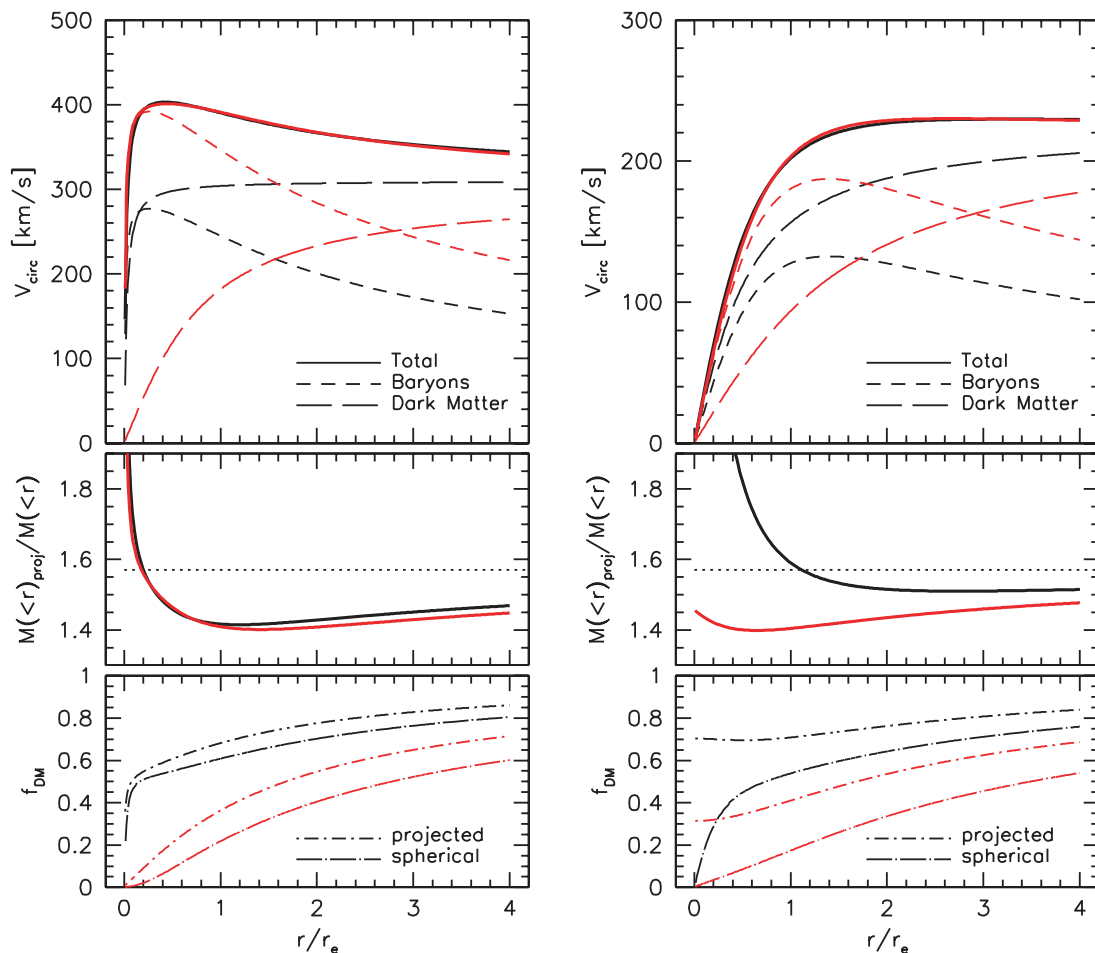 500
400
300
200
100
0
V_circ [km/s]
Total
Baryons
Dark Matter
300
200
100
0
V_circ [km/s]
Total
Baryons
Dark Matter
1.8
1.6
1.4
M(<r)_proj/M(<r)
1.8
1.6
1.4
M(<r)_proj/M(<r)
1
0.8
0.6
0.4
0.2
0
f_DM
projected
spherical
0 1 2 3 4
r/r_e
1
0.8
0.6
0.4
0.2
0
f_DM
projected
spherical
0 1 2 3 4
r/r_e